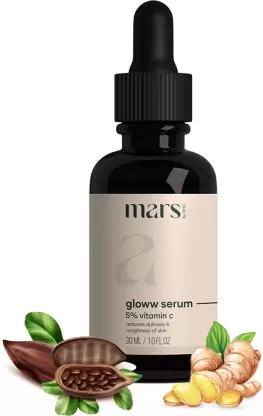 mars
by GHC
a
gloww serum
5% vitamin c
reduces dullness &
roughness of skin
30 ML / 1.0 FL.OZ